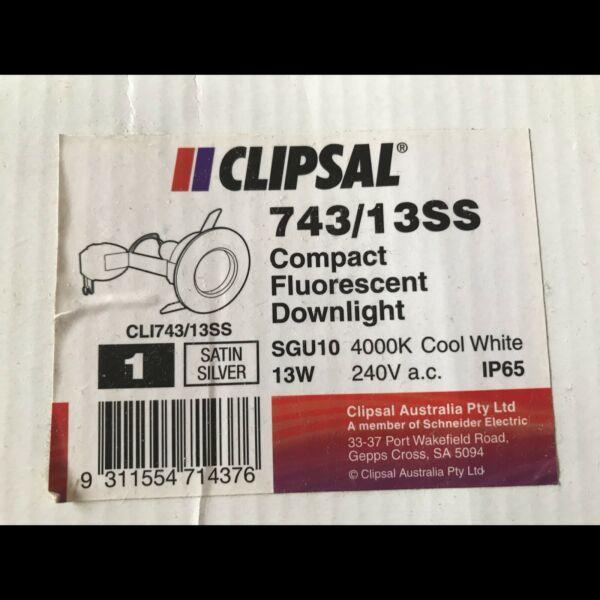 CLIPSAL®
743/13SS
Compact
Fluorescent
Downlight
CLI743/13SS
1 SATIN SILVER
SGU10 4000K Cool White
13W 240V a.c. IP65
Clipsal Australia Pty Ltd
A member of Schneider Electric
33-37 Port Wakefield Road,
Gepps Cross, SA 5094
© Clipsal Australia Pty Ltd
9 311554 714376